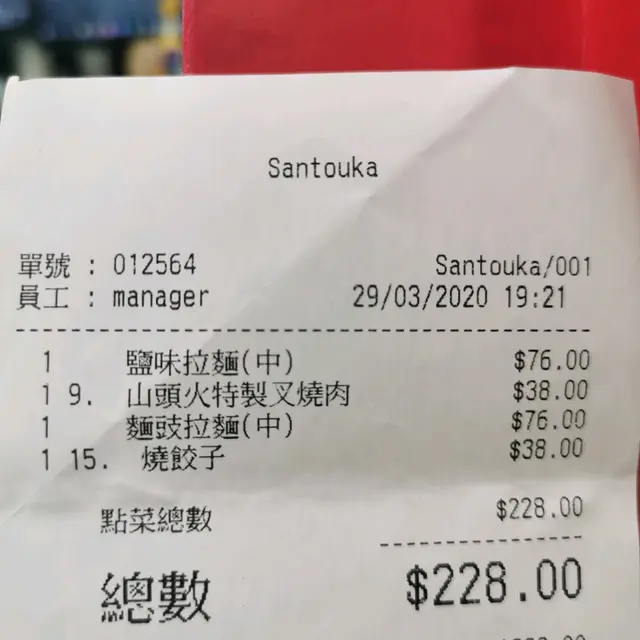 Santouka
單號 : 012564 Santouka/001
員工 : manager 29/03/2020 19:21
1 鹽味拉麵(中) $76.00
1 9. 山頭火特製叉燒肉 $38.00
1 麵豉拉麵(中) $76.00
1 15. 燒餃子 $38.00
點菜總數 $228.00
總數 $228.00